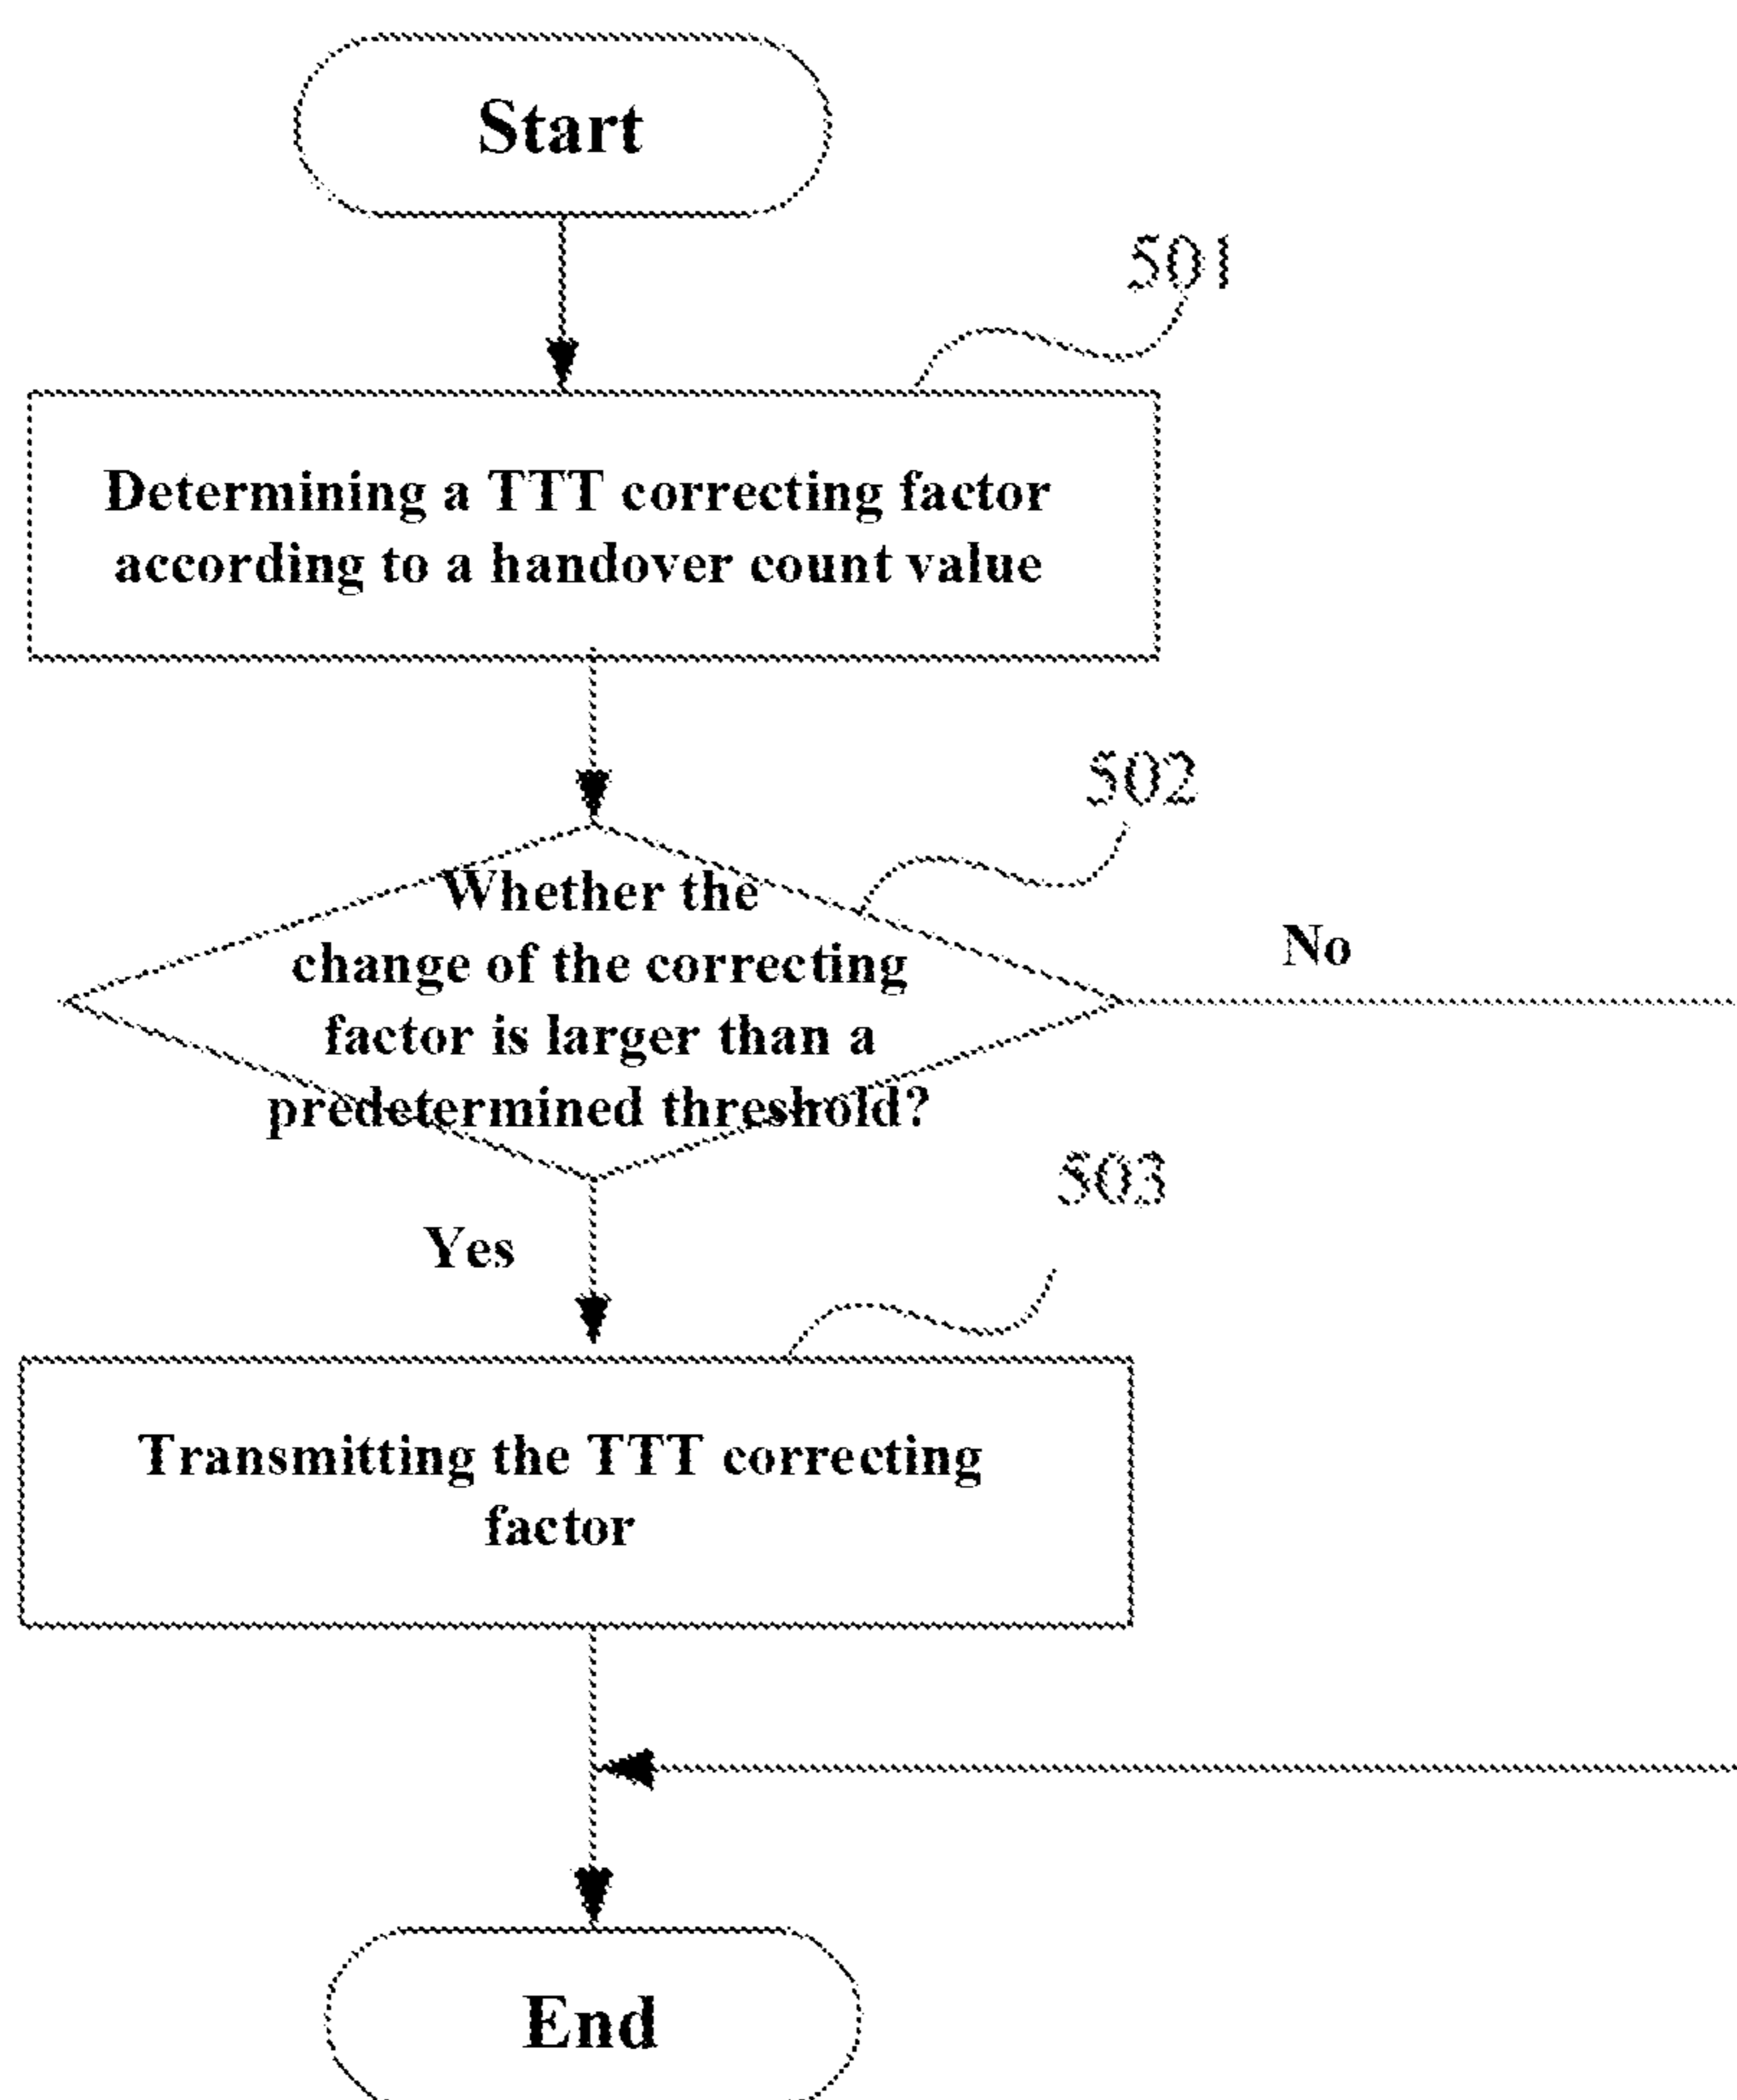 Start
501
Determining a TTT correcting factor
according to a handover count value
502
Whether the
change of the correcting
factor is larger than a
predetermined threshold?
No
503
Yes
Transmitting the TTT correcting
factor
End